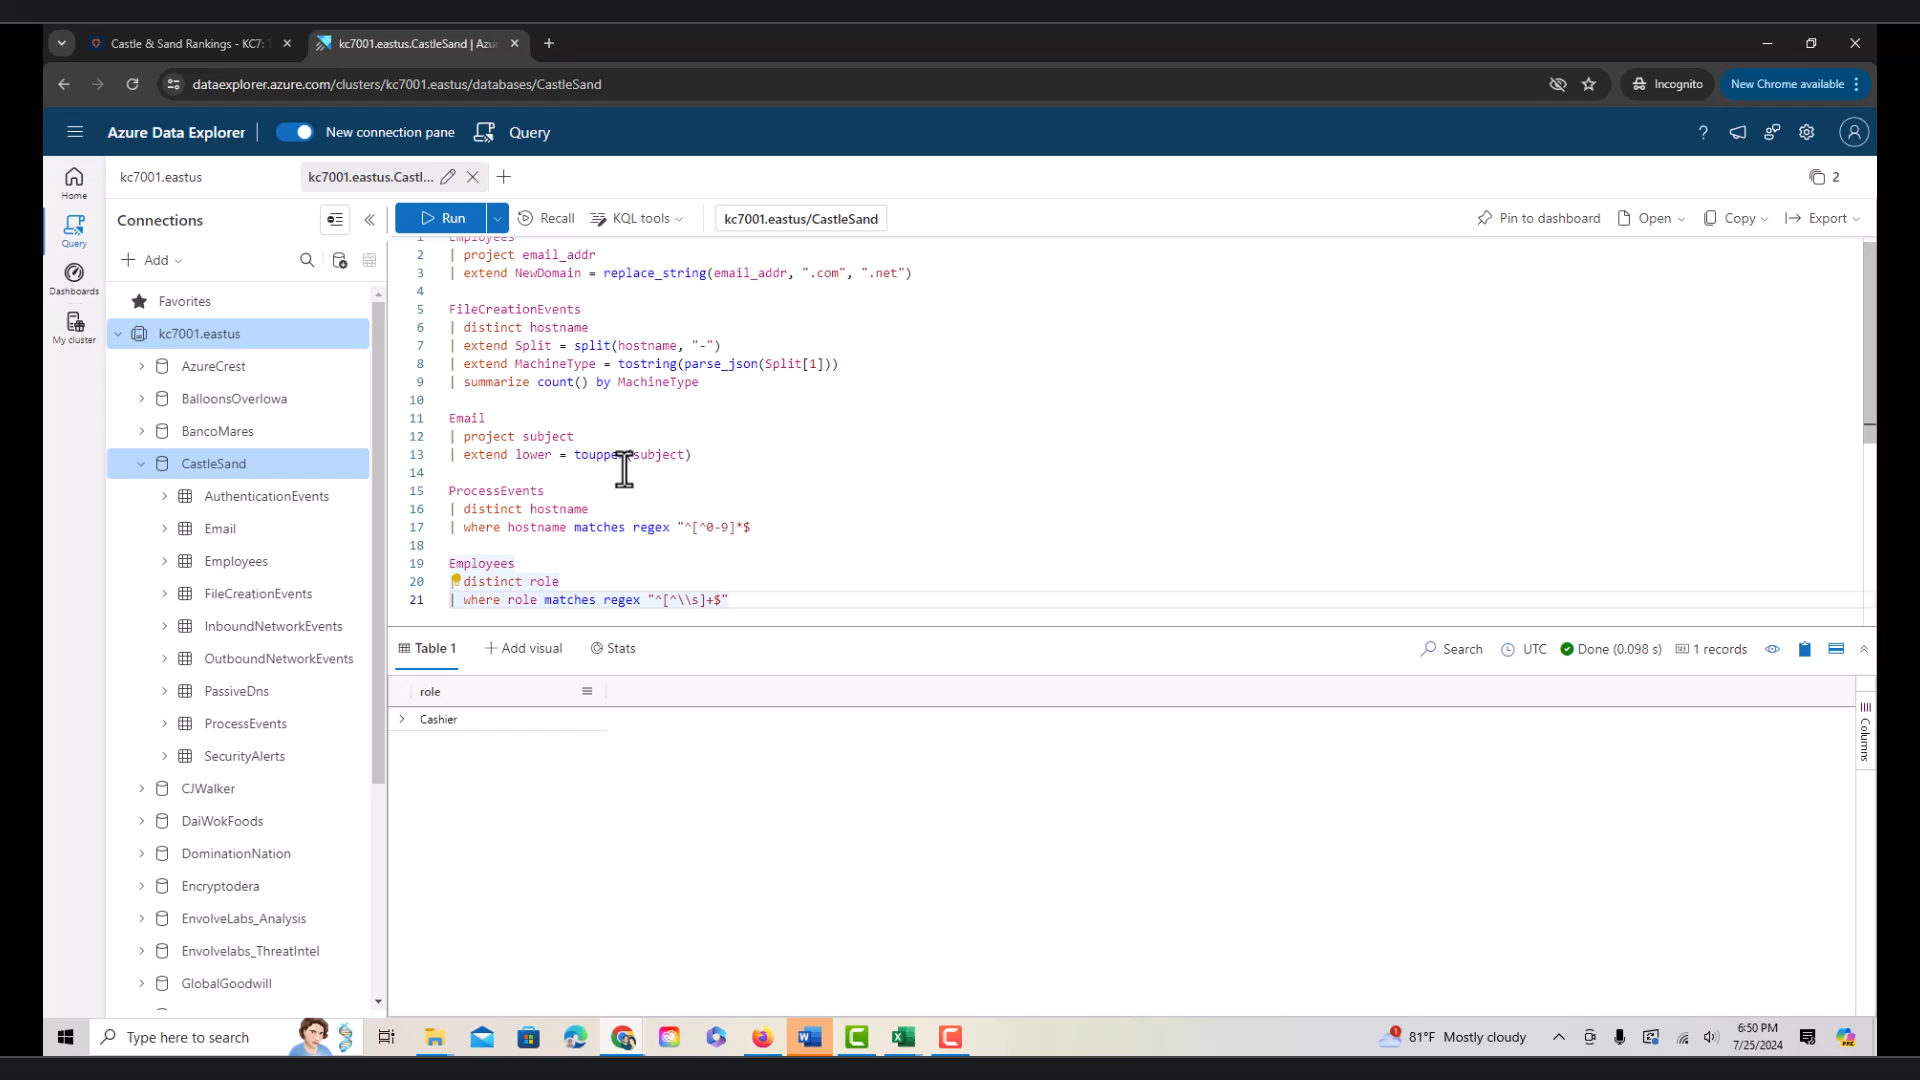 Castle & Sand Rankings - KC7:
kc7001.eastus.CastleSand | Azu
dataexplorer.azure.com/clusters/kc7001.eastus/databases/CastleSand
Incognito
New Chrome available
Azure Data Explorer
New connection pane
Query
Home
Query
Dashboards
My cluster
kc7001.eastus
kc7001.eastus.Castl...
2
Connections
Run
Recall
KQL tools
kc7001.eastus/CastleSand
Pin to dashboard
Open
Copy
Export
Add
Favorites
kc7001.eastus
AzureCrest
BalloonsOverIowa
BancoMares
CastleSand
AuthenticationEvents
Email
Employees
FileCreationEvents
InboundNetworkEvents
OutboundNetworkEvents
PassiveDns
ProcessEvents
SecurityAlerts
CJWalker
DaiWokFoods
DominationNation
Encryptodera
EnvolveLabs_Analysis
Envolvelabs_ThreatIntel
GlobalGoodwill
1 Employees
2 | project email_addr
3 | extend NewDomain = replace_string(email_addr, ".com", ".net")
4
5 FileCreationEvents
6 | distinct hostname
7 | extend Split = split(hostname, "-")
8 | extend MachineType = tostring(parse_json(Split[1]))
9 | summarize count() by MachineType
10
11 Email
12 | project subject
13 | extend lower = touppe subject)
14
15 ProcessEvents
16 | distinct hostname
17 | where hostname matches regex "^[^0-9]*$
18
19 Employees
20 distinct role
21 | where role matches regex "^[^\\s]+$"
Table 1
Add visual
Stats
Search
UTC
Done (0.098 s)
1 records
role
Cashier
Columns
Type here to search
1
81°F Mostly cloudy
6:50 PM
7/25/2024
PRE